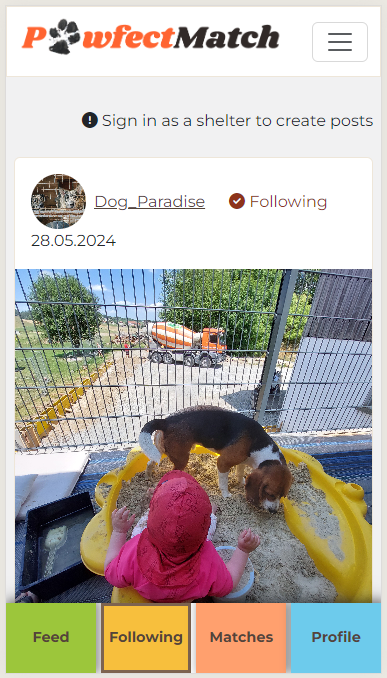 PawfectMatch
Sign in as a shelter to create posts
Dog_Paradise Following
28.05.2024
Feed Following Matches Profile